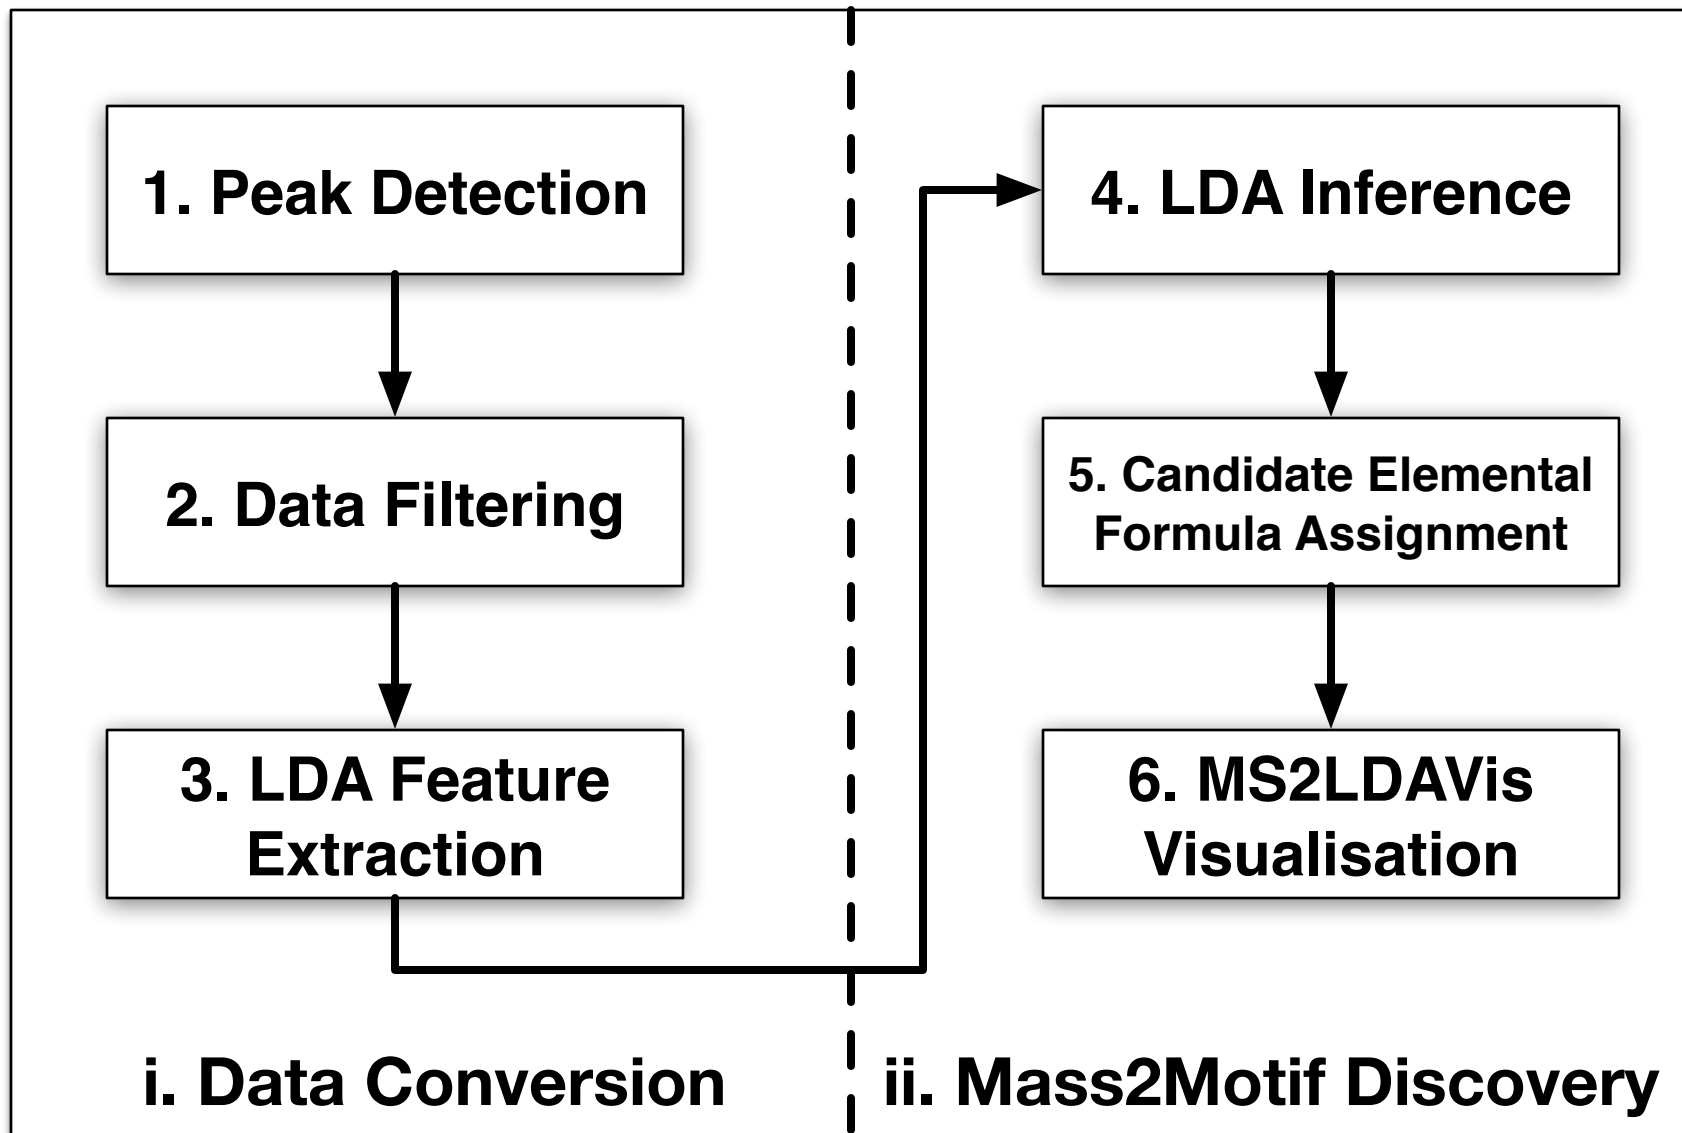 1. Peak Detection
2. Data Filtering
3. LDA Feature
Extraction
i. Data Conversion
4. LDA Inference
5. Candidate Elemental
Formula Assignment
6. MS2LDAVis
Visualisation
ii. Mass2Motif Discovery